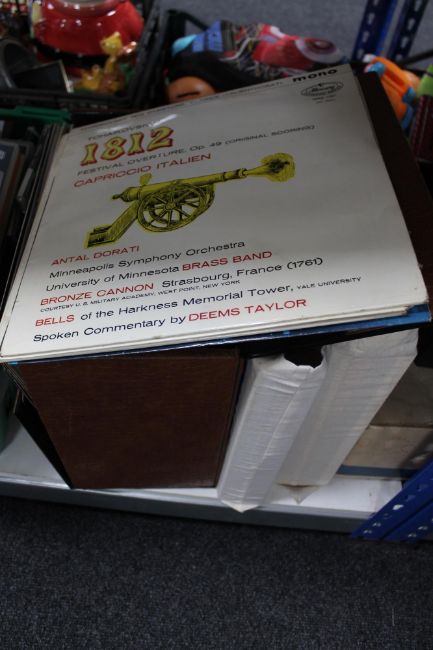 TCHAIKOVSKY
mono
1812
FESTIVAL OVERTURE, Op. 49 (ORIGINAL SCORING)
CAPRICCIO ITALIEN
ANTAL DORATI
Minneapolis Symphony Orchestra
University of Minnesota BRASS BAND
BRONZE CANNON Strasbourg, France (1761)
COURTESY U. S. MILITARY ACADEMY, WEST POINT, NEW YORK
BELLS of the Harkness Memorial Tower, YALE UNIVERSITY
Spoken Commentary by DEEMS TAYLOR